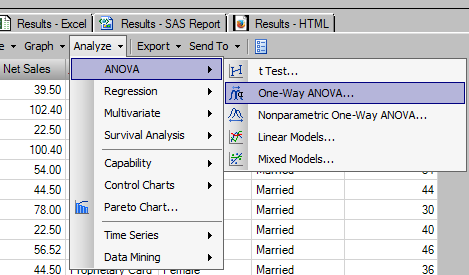 Results - Excel Results - SAS Report Results - HTML
Graph Analyze Export Send To
Net Sales
ANOVA
Regression
Multivariate
Survival Analysis
Capability
Control Charts
Pareto Chart...
Time Series
Data Mining
t Test...
One-Way ANOVA...
Nonparametric One-Way ANOVA...
Linear Models...
Mixed Models...
39.50
102.40
22.50
100.40
54.00
44.50 Married 44
78.00 Married 30
22.50 Married 40
56.52 Married 46
44.50 Proprietary Card Female Married 36